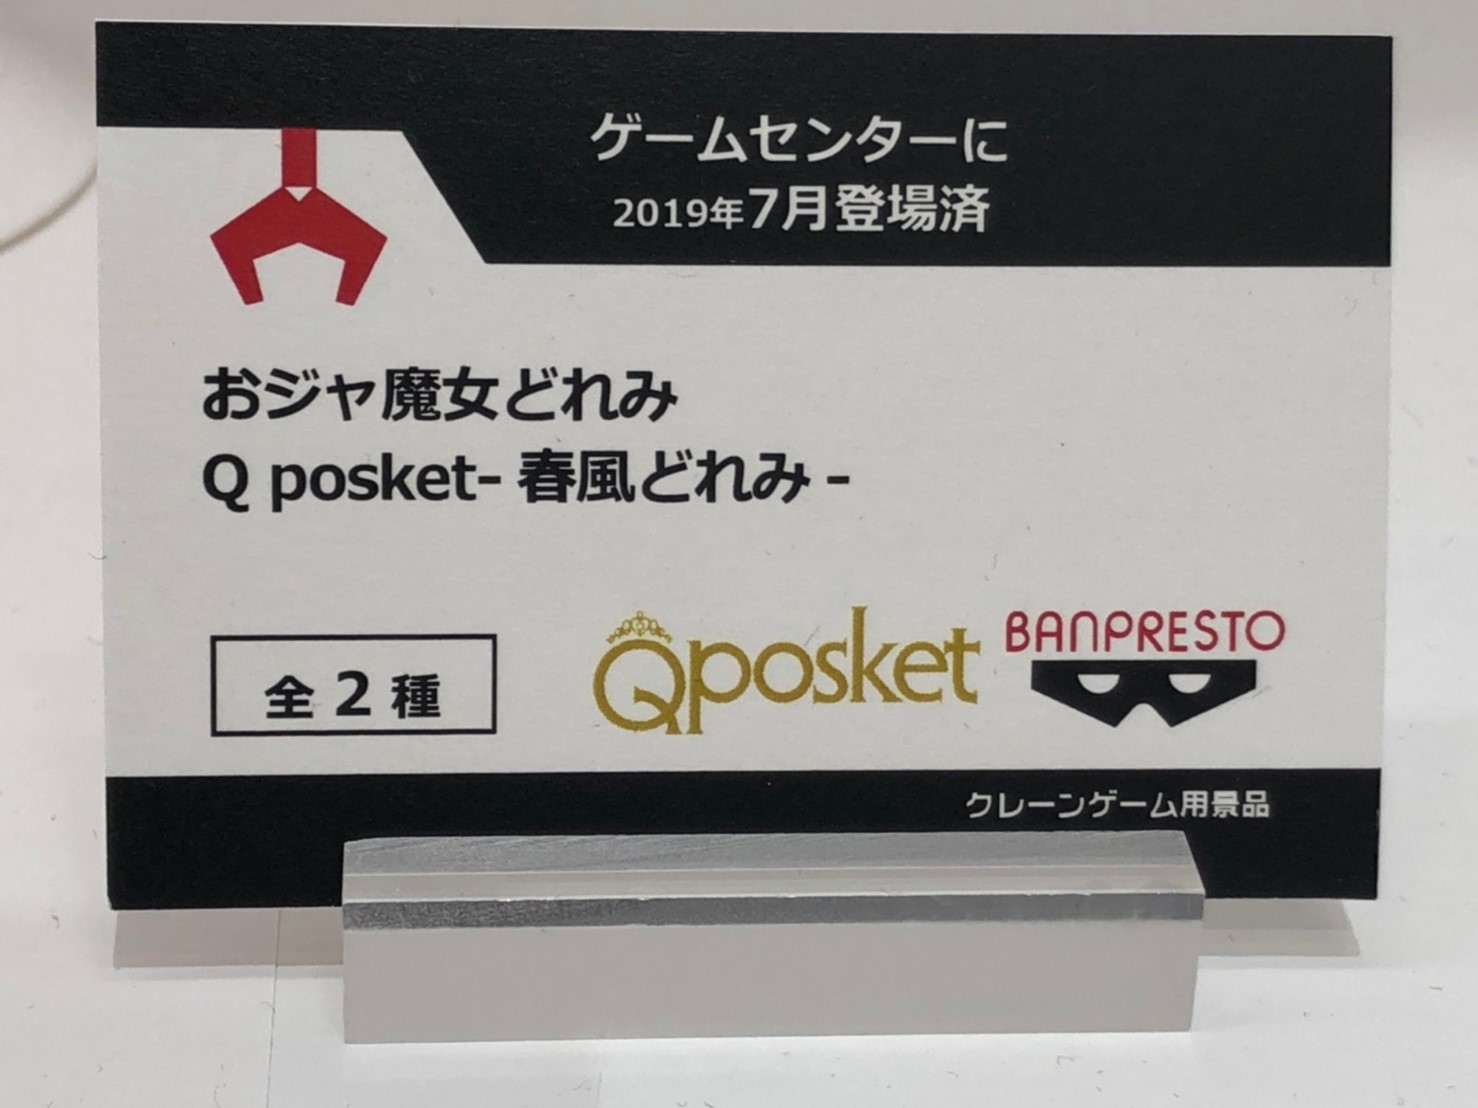 ゲームセンターに
2019年7月登場済
おジャ魔女どれみ
Q posket- 春風どれみ -
全2種
Qposket
BANPRESTO
クレーンゲーム用景品